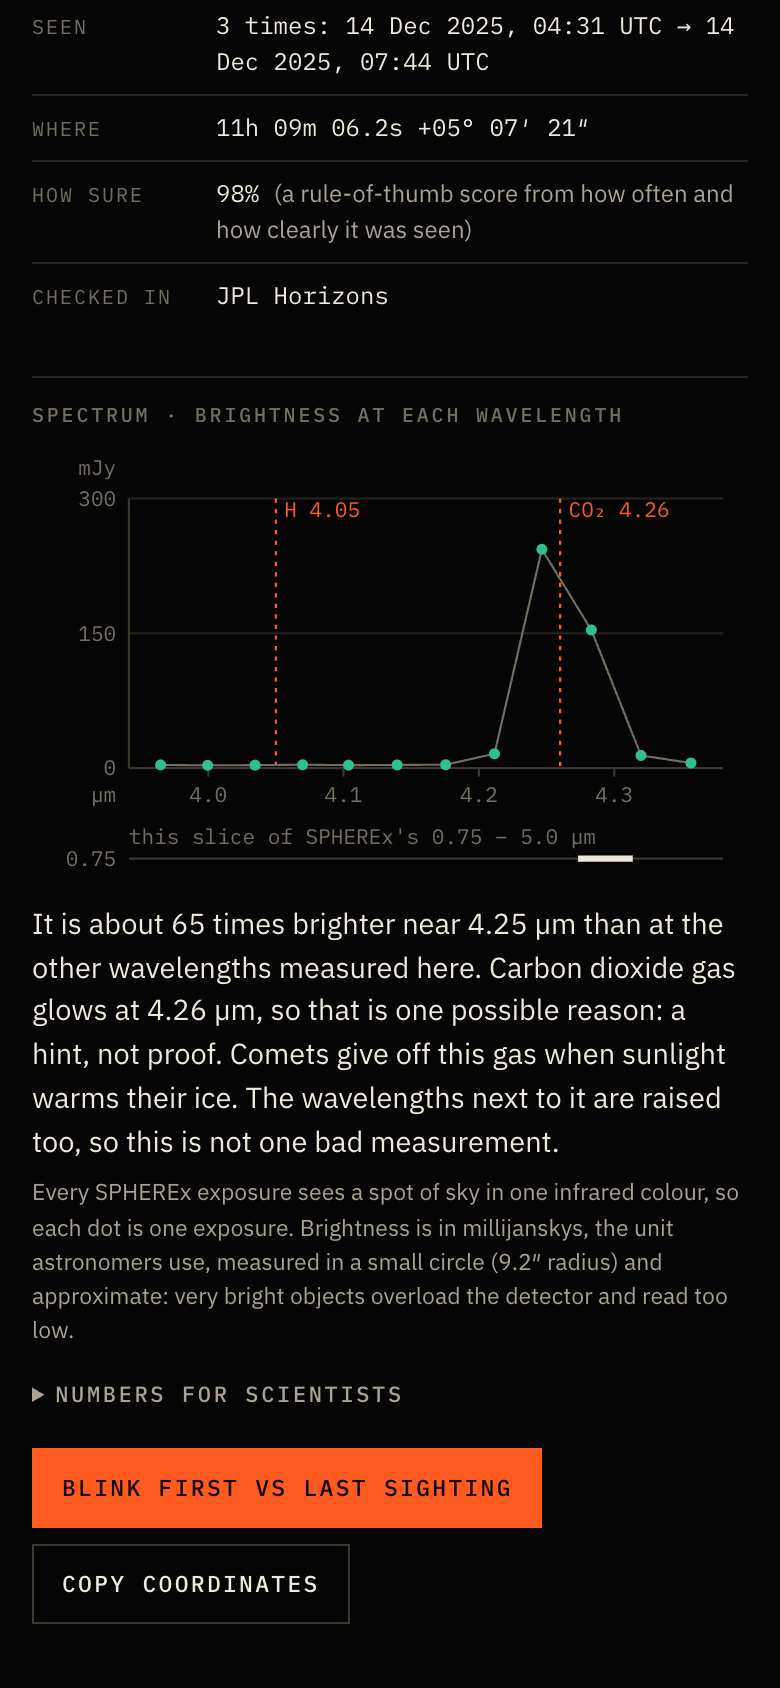 SEEN
3 times: 14 Dec 2025, 04:31 UTC → 14
Dec 2025, 07:44 UTC
WHERE
11h 09m 06.2s +05° 07′ 21″
HOW SURE
98% (a rule-of-thumb score from how often and
how clearly it was seen)
CHECKED IN
JPL Horizons
SPECTRUM · BRIGHTNESS AT EACH WAVELENGTH
mJy
300
H 4.05
CO₂ 4.26
150
0
µm
4.0
4.1
4.2
4.3
this slice of SPHEREx's 0.75 – 5.0 µm
0.75
It is about 65 times brighter near 4.25 µm than at the
other wavelengths measured here. Carbon dioxide gas
glows at 4.26 µm, so that is one possible reason: a
hint, not proof. Comets give off this gas when sunlight
warms their ice. The wavelengths next to it are raised
too, so this is not one bad measurement.
Every SPHEREx exposure sees a spot of sky in one infrared colour, so
each dot is one exposure. Brightness is in millijanskys, the unit
astronomers use, measured in a small circle (9.2″ radius) and
approximate: very bright objects overload the detector and read too
low.
▶ NUMBERS FOR SCIENTISTS
BLINK FIRST VS LAST SIGHTING
COPY COORDINATES